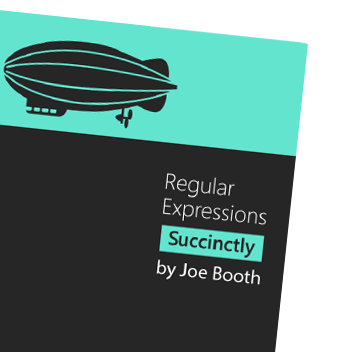 Regular
Expressions
Succinctly
by Joe Booth